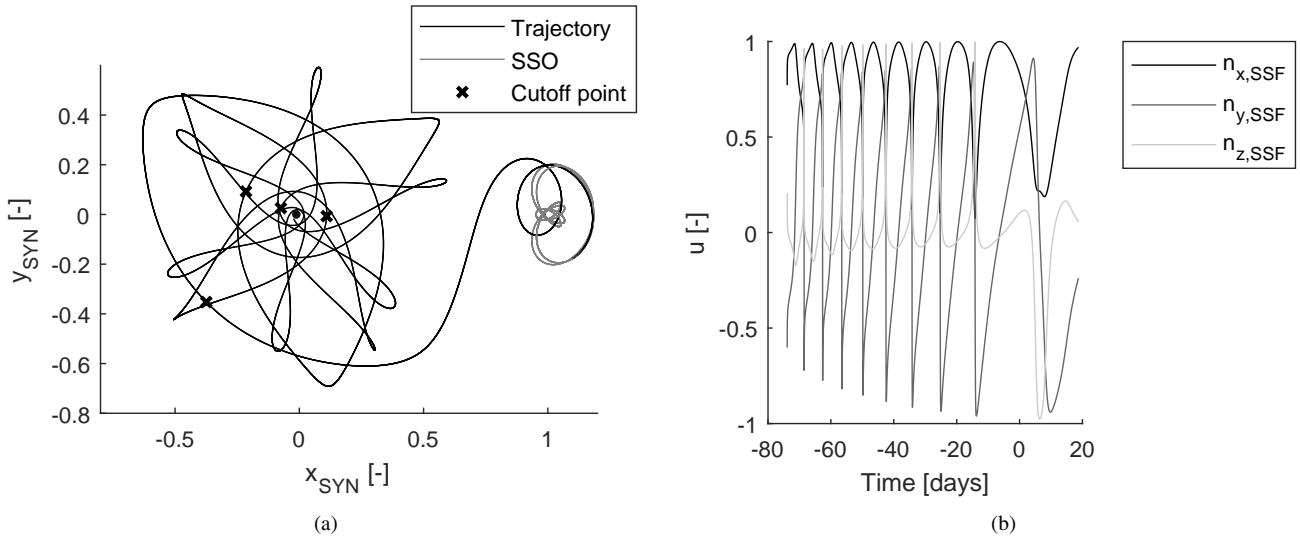 Trajectory
SSO
Cutoff point
0.4
0.2
0
-0.2
-0.4
-0.6
-0.8
-0.5 0 0.5 1
y_SYN [-]
x_SYN [-]
(a)
1
0.5
0
-0.5
-1
-80 -60 -40 -20 0 20
u [-]
Time [days]
n_x,SSF
n_y,SSF
n_z,SSF
(b)